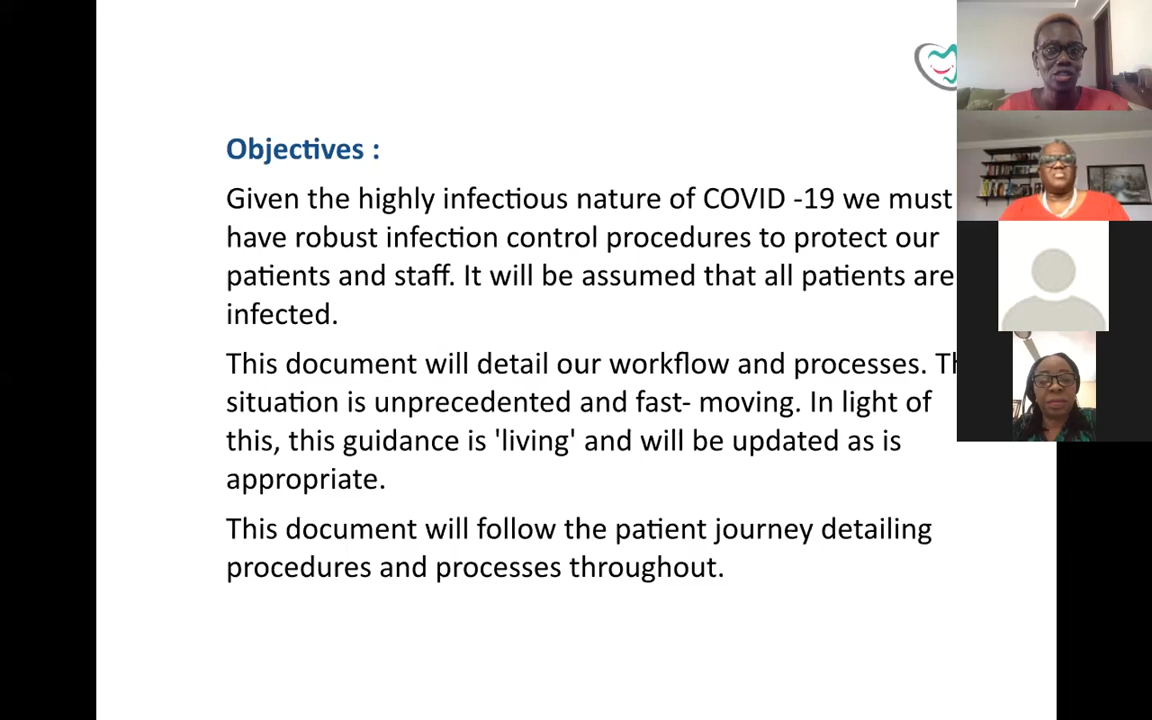 Objectives :
Given the highly infectious nature of COVID -19 we must
have robust infection control procedures to protect our
patients and staff. It will be assumed that all patients are
infected.
This document will detail our workflow and processes.
situation is unprecedented and fast- moving. In light of
this, this guidance is 'living' and will be updated as is
appropriate.
This document will follow the patient journey detailing
procedures and processes throughout.